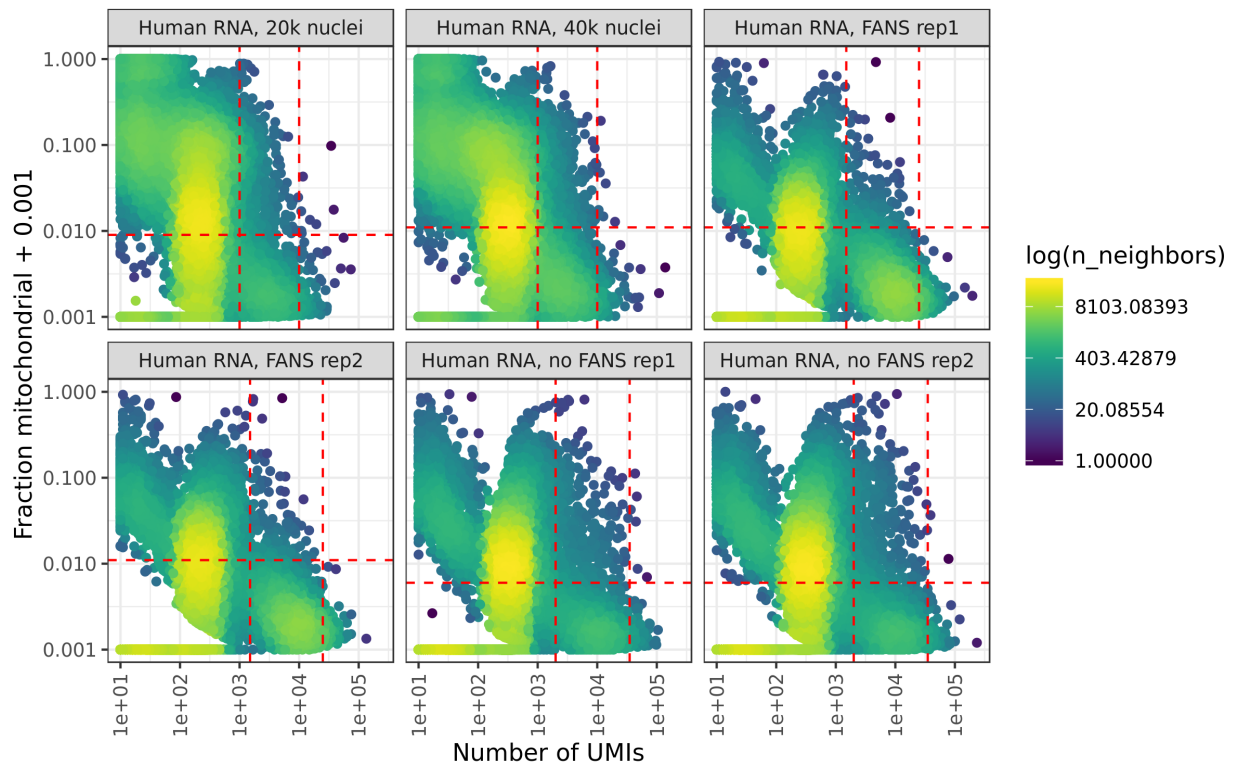 Human RNA, 20k nuclei
Human RNA, 40k nuclei
Human RNA, FANS rep1
1.000
0.100
0.010
0.001
Human RNA, FANS rep2
Human RNA, no FANS rep1
Human RNA, no FANS rep2
1.000
0.100
0.010
0.001
1e+01
1e+02
1e+03
1e+04
1e+05
1e+01
1e+02
1e+03
1e+04
1e+05
1e+01
1e+02
1e+03
1e+04
1e+05
Number of UMIs
Fraction mitochondrial + 0.001
log(n_neighbors)
8103.08393
403.42879
20.08554
1.00000